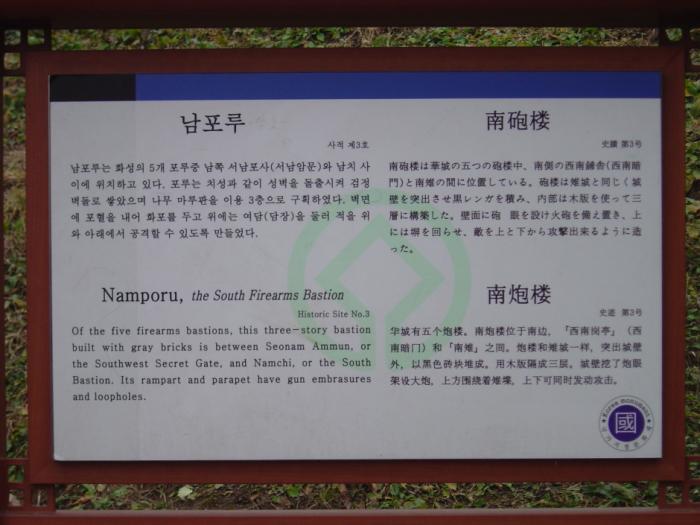 남포루
사적 제3호
남포루는 화성의 5개 포루중 남쪽 서남포사(서남암문)와 남치 사
이에 위치하고 있다. 포루는 치성과 같이 성벽을 돌출시켜 검정
벽돌로 쌓았으며 나무 마루판을 이용 3층으로 구획하였다. 벽면
에 포혈을 내어 화포를 두고 위에는 여담(담장)을 둘러 적을 위
와 아래에서 공격할 수 있도록 만들었다.
南砲楼
史蹟 第3号
南砲楼は華城の五つの砲楼中、南側の西南鋪舎(西南暗
門)と南雉の間に位置している。砲楼は雉城と同じく城
壁を突出させ黒レンガを積み、内部は木版を使って三
層に構築した。壁面に砲 眼を設け火砲を備え置き、上
には塀を回らせ、敵を上と下から攻撃出来るように造
った。
Namporu, the South Firearms Bastion
Historic Site No.3
Of the five firearms bastions, this three-story bastion
built with gray bricks is between Seonam Ammun, or
the Southwest Secret Gate, and Namchi, or the South
Bastion. Its rampart and parapet have gun embrasures
and loopholes.
南炮楼
史迹 第3号
华城有五个炮楼。南炮楼位于南边，「西南岗亭」（西
南暗门）和「南雉」之间。炮楼和雉城一样，突出城壁
外，以黑色砖块堆成。用木版隔成三层。城壁挖了炮眼
架设大炮，上方围绕着雉堞，上下可同时发动攻击。
國